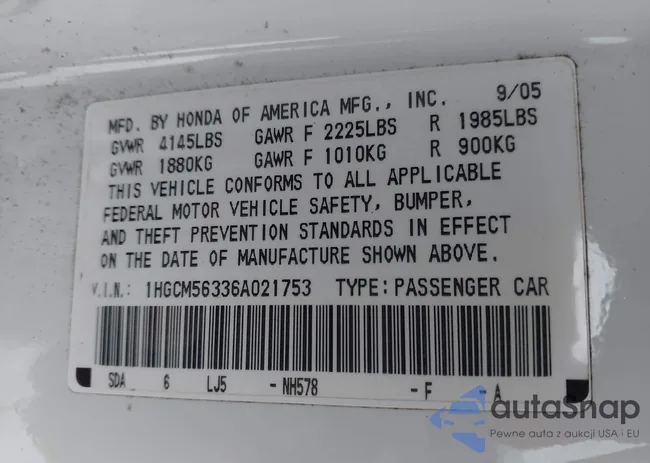 MFD. BY HONDA OF AMERICA MFG., INC. 9/05
GVWR 4145LBS GAWR F 2225LBS R 1985LBS
GVWR 1880KG GAWR F 1010KG R 900KG
THIS VEHICLE CONFORMS TO ALL APPLICABLE
FEDERAL MOTOR VEHICLE SAFETY, BUMPER,
AND THEFT PREVENTION STANDARDS IN EFFECT
ON THE DATE OF MANUFACTURE SHOWN ABOVE.
V.I.N.: 1HGCM56336A021753 TYPE: PASSENGER CAR
SDA_ 6 LJ5 -NH578 -F -A
autaSnap
Pewne auta z aukcji USA i EU